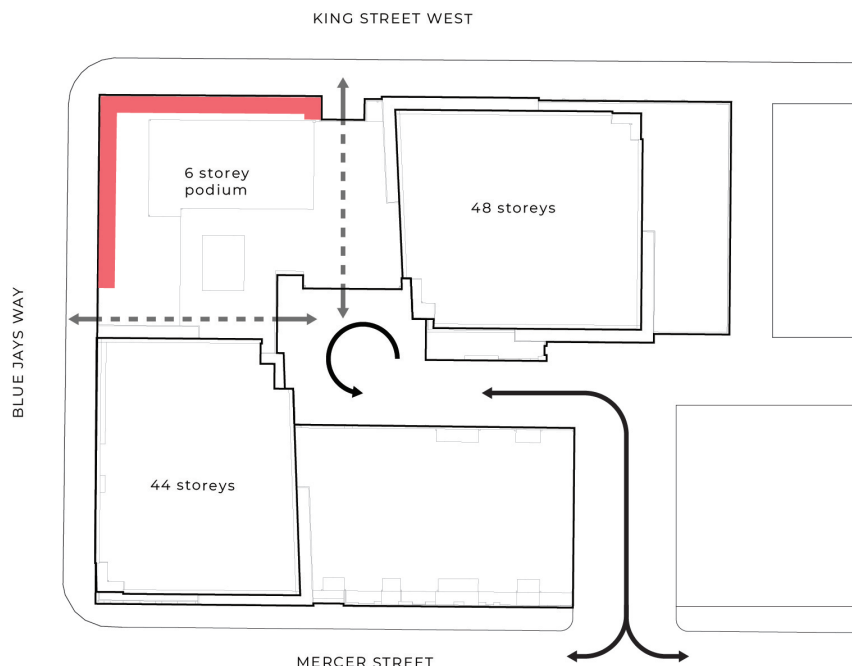 KING STREET WEST
6 storey
podium
48 storeys
BLUE JAYS WAY
44 storeys
MERCER STREET